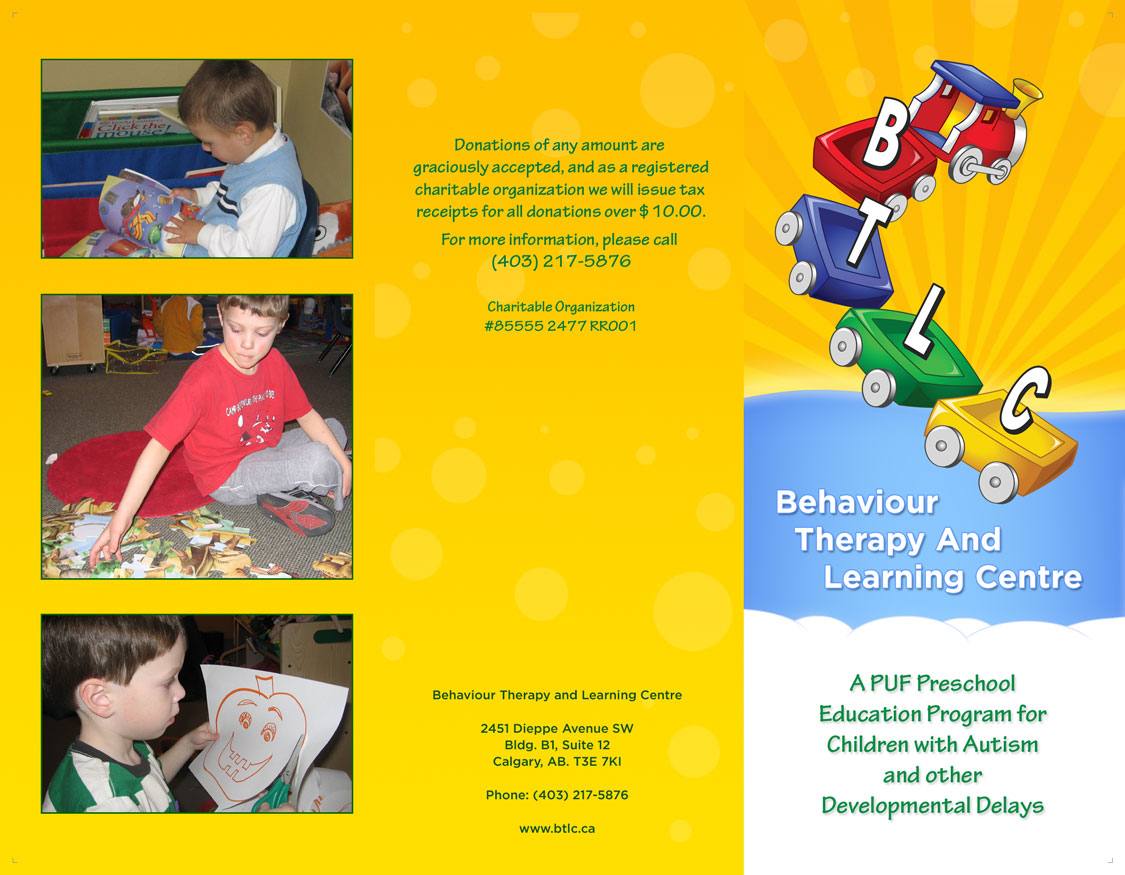 Click the
mouse!
Donations of any amount are
graciously accepted, and as a registered
charitable organization we will issue tax
receipts for all donations over $10.00.
For more information, please call
(403) 217-5876
Charitable Organization
#85555 2477 RR001
Behaviour Therapy and Learning Centre
2451 Dieppe Avenue SW
Bldg. B1, Suite 12
Calgary, AB. T3E 7KI
Phone: (403) 217-5876
www.btlc.ca
B
T
L
C
Behaviour
Therapy And
Learning Centre
A PUF Preschool
Education Program for
Children with Autism
and other
Developmental Delays